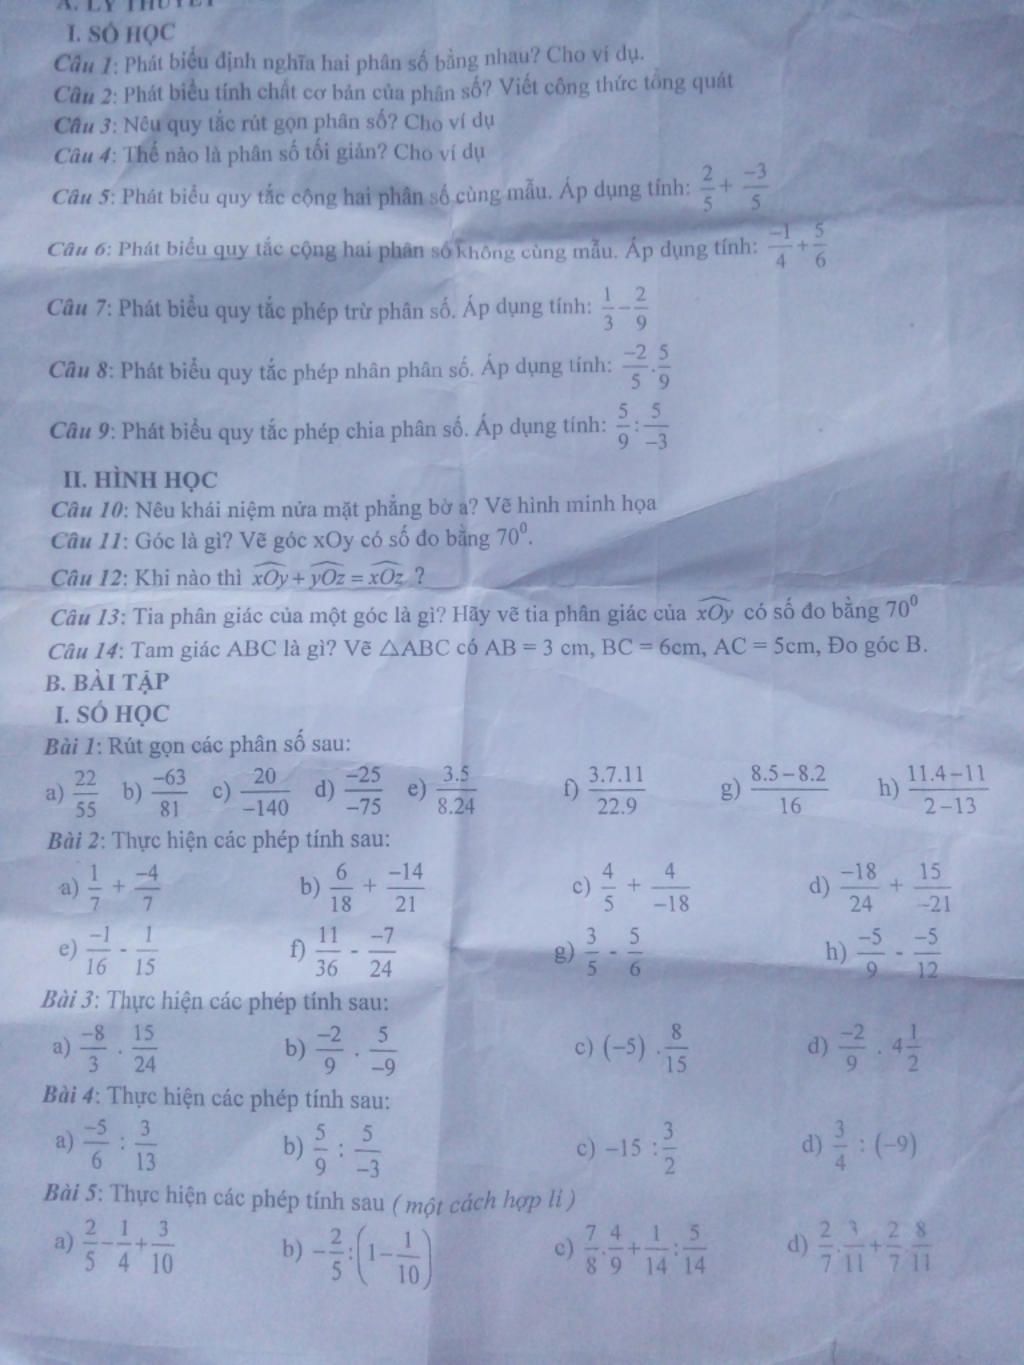 A. LÝ THUYẾT
I. SỐ HỌC
Câu 1: Phát biểu định nghĩa hai phân số bằng nhau? Cho ví dụ.
Câu 2: Phát biểu tính chất cơ bản của phân số? Viết công thức tổng quát
Câu 3: Nêu quy tắc rút gọn phân số? Cho ví dụ
Câu 4: Thế nào là phân số tối giản? Cho ví dụ
Câu 5: Phát biểu quy tắc cộng hai phân số cùng mẫu. Áp dụng tính: 2/5 + -3/5
Câu 6: Phát biểu quy tắc cộng hai phân số không cùng mẫu. Áp dụng tính: -1/4 + 5/6
Câu 7: Phát biểu quy tắc phép trừ phân số. Áp dụng tính: 1/3 - 2/9
Câu 8: Phát biểu quy tắc phép nhân phân số. Áp dụng tính: -2/5 . 5/9
Câu 9: Phát biểu quy tắc phép chia phân số. Áp dụng tính: 5/9 : 5/-3
II. HÌNH HỌC
Câu 10: Nêu khái niệm nửa mặt phẳng bờ a? Vẽ hình minh họa
Câu 11: Góc là gì? Vẽ góc xOy có số đo bằng 70⁰.
Câu 12: Khi nào thì xOy + yOz = xOz ?
Câu 13: Tia phân giác của một góc là gì? Hãy vẽ tia phân giác của xOy có số đo bằng 70⁰
Câu 14: Tam giác ABC là gì? Vẽ △ABC có AB = 3 cm, BC = 6cm, AC = 5cm, Đo góc B.
B. BÀI TẬP
I. SỐ HỌC
Bài 1: Rút gọn các phân số sau:
a) 22/55 b) -63/81 c) 20/-140 d) -25/-75 e) 3.5/8.24 f) 3.7.11/22.9 g) 8.5-8.2/16 h) 11.4-11/2-13
Bài 2: Thực hiện các phép tính sau:
a) 1/7 + -4/7 b) 6/18 + -14/21 c) 4/5 + 4/-18 d) -18/24 + 15/-21
e) -1/16 - 1/15 f) 11/36 - -7/24 g) 3/5 - 5/6 h) -5/9 - -5/12
Bài 3: Thực hiện các phép tính sau:
a) -8/3 . 15/24 b) -2/9 . 5/-9 c) (-5) . 8/15 d) -2/9 . 4 1/2
Bài 4: Thực hiện các phép tính sau:
a) -5/6 : 3/13 b) 5/9 : 5/-3 c) -15 : 3/2 d) 3/4 : (-9)
Bài 5: Thực hiện các phép tính sau ( một cách hợp lí )
a) 2/5 - 1/4 + 3/10 b) -2/5 : (1 - 1/10) c) 7/8 . 4/9 + 1/14 : 5/14 d) 2/7 . 3/11 + 2/7 . 8/11